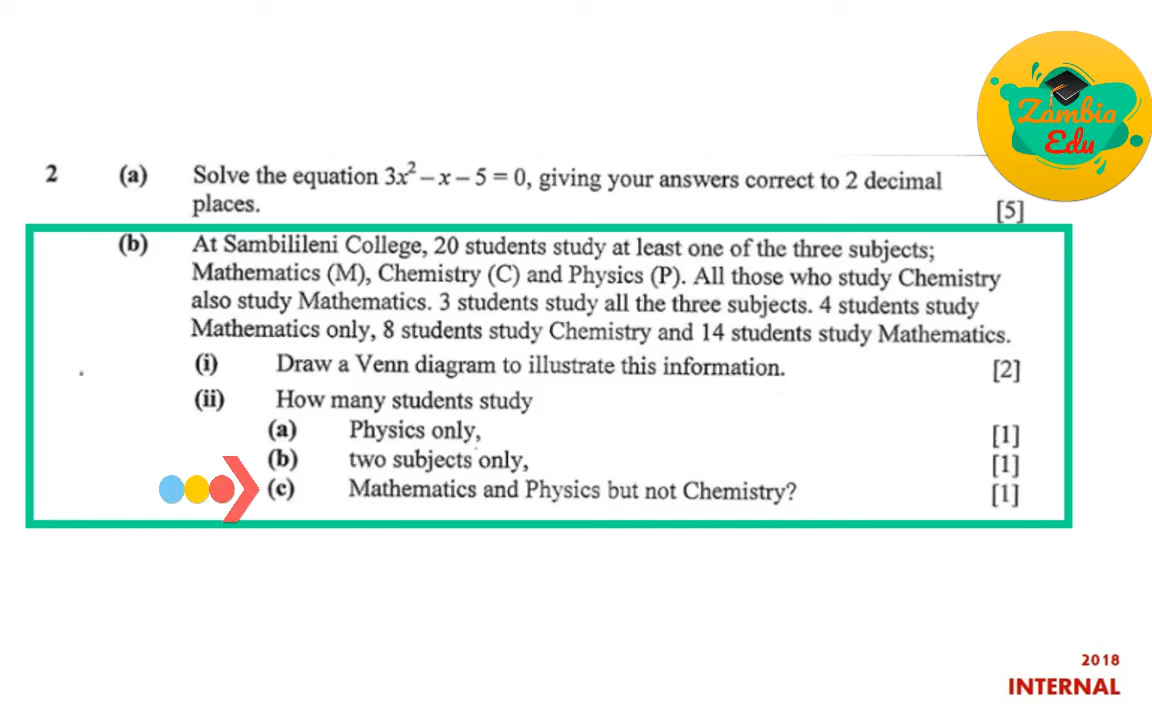 Zambia
Edu
2 (a) Solve the equation 3x² – x – 5 = 0, giving your answers correct to 2 decimal
places. [5]
(b) At Sambilileni College, 20 students study at least one of the three subjects;
Mathematics (M), Chemistry (C) and Physics (P). All those who study Chemistry
also study Mathematics. 3 students study all the three subjects. 4 students study
Mathematics only, 8 students study Chemistry and 14 students study Mathematics.
(i) Draw a Venn diagram to illustrate this information. [2]
(ii) How many students study
(a) Physics only, [1]
(b) two subjects only, [1]
(c) Mathematics and Physics but not Chemistry? [1]
2018
INTERNAL